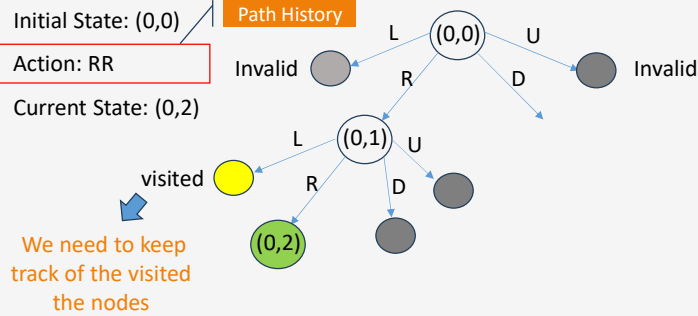 Initial State: (0,0)
Path History
Action: RR
Current State: (0,2)
L
(0,0)
U
Invalid
R
D
Invalid
L
(0,1)
U
visited
R
D
(0,2)
We need to keep
track of the visited
the nodes